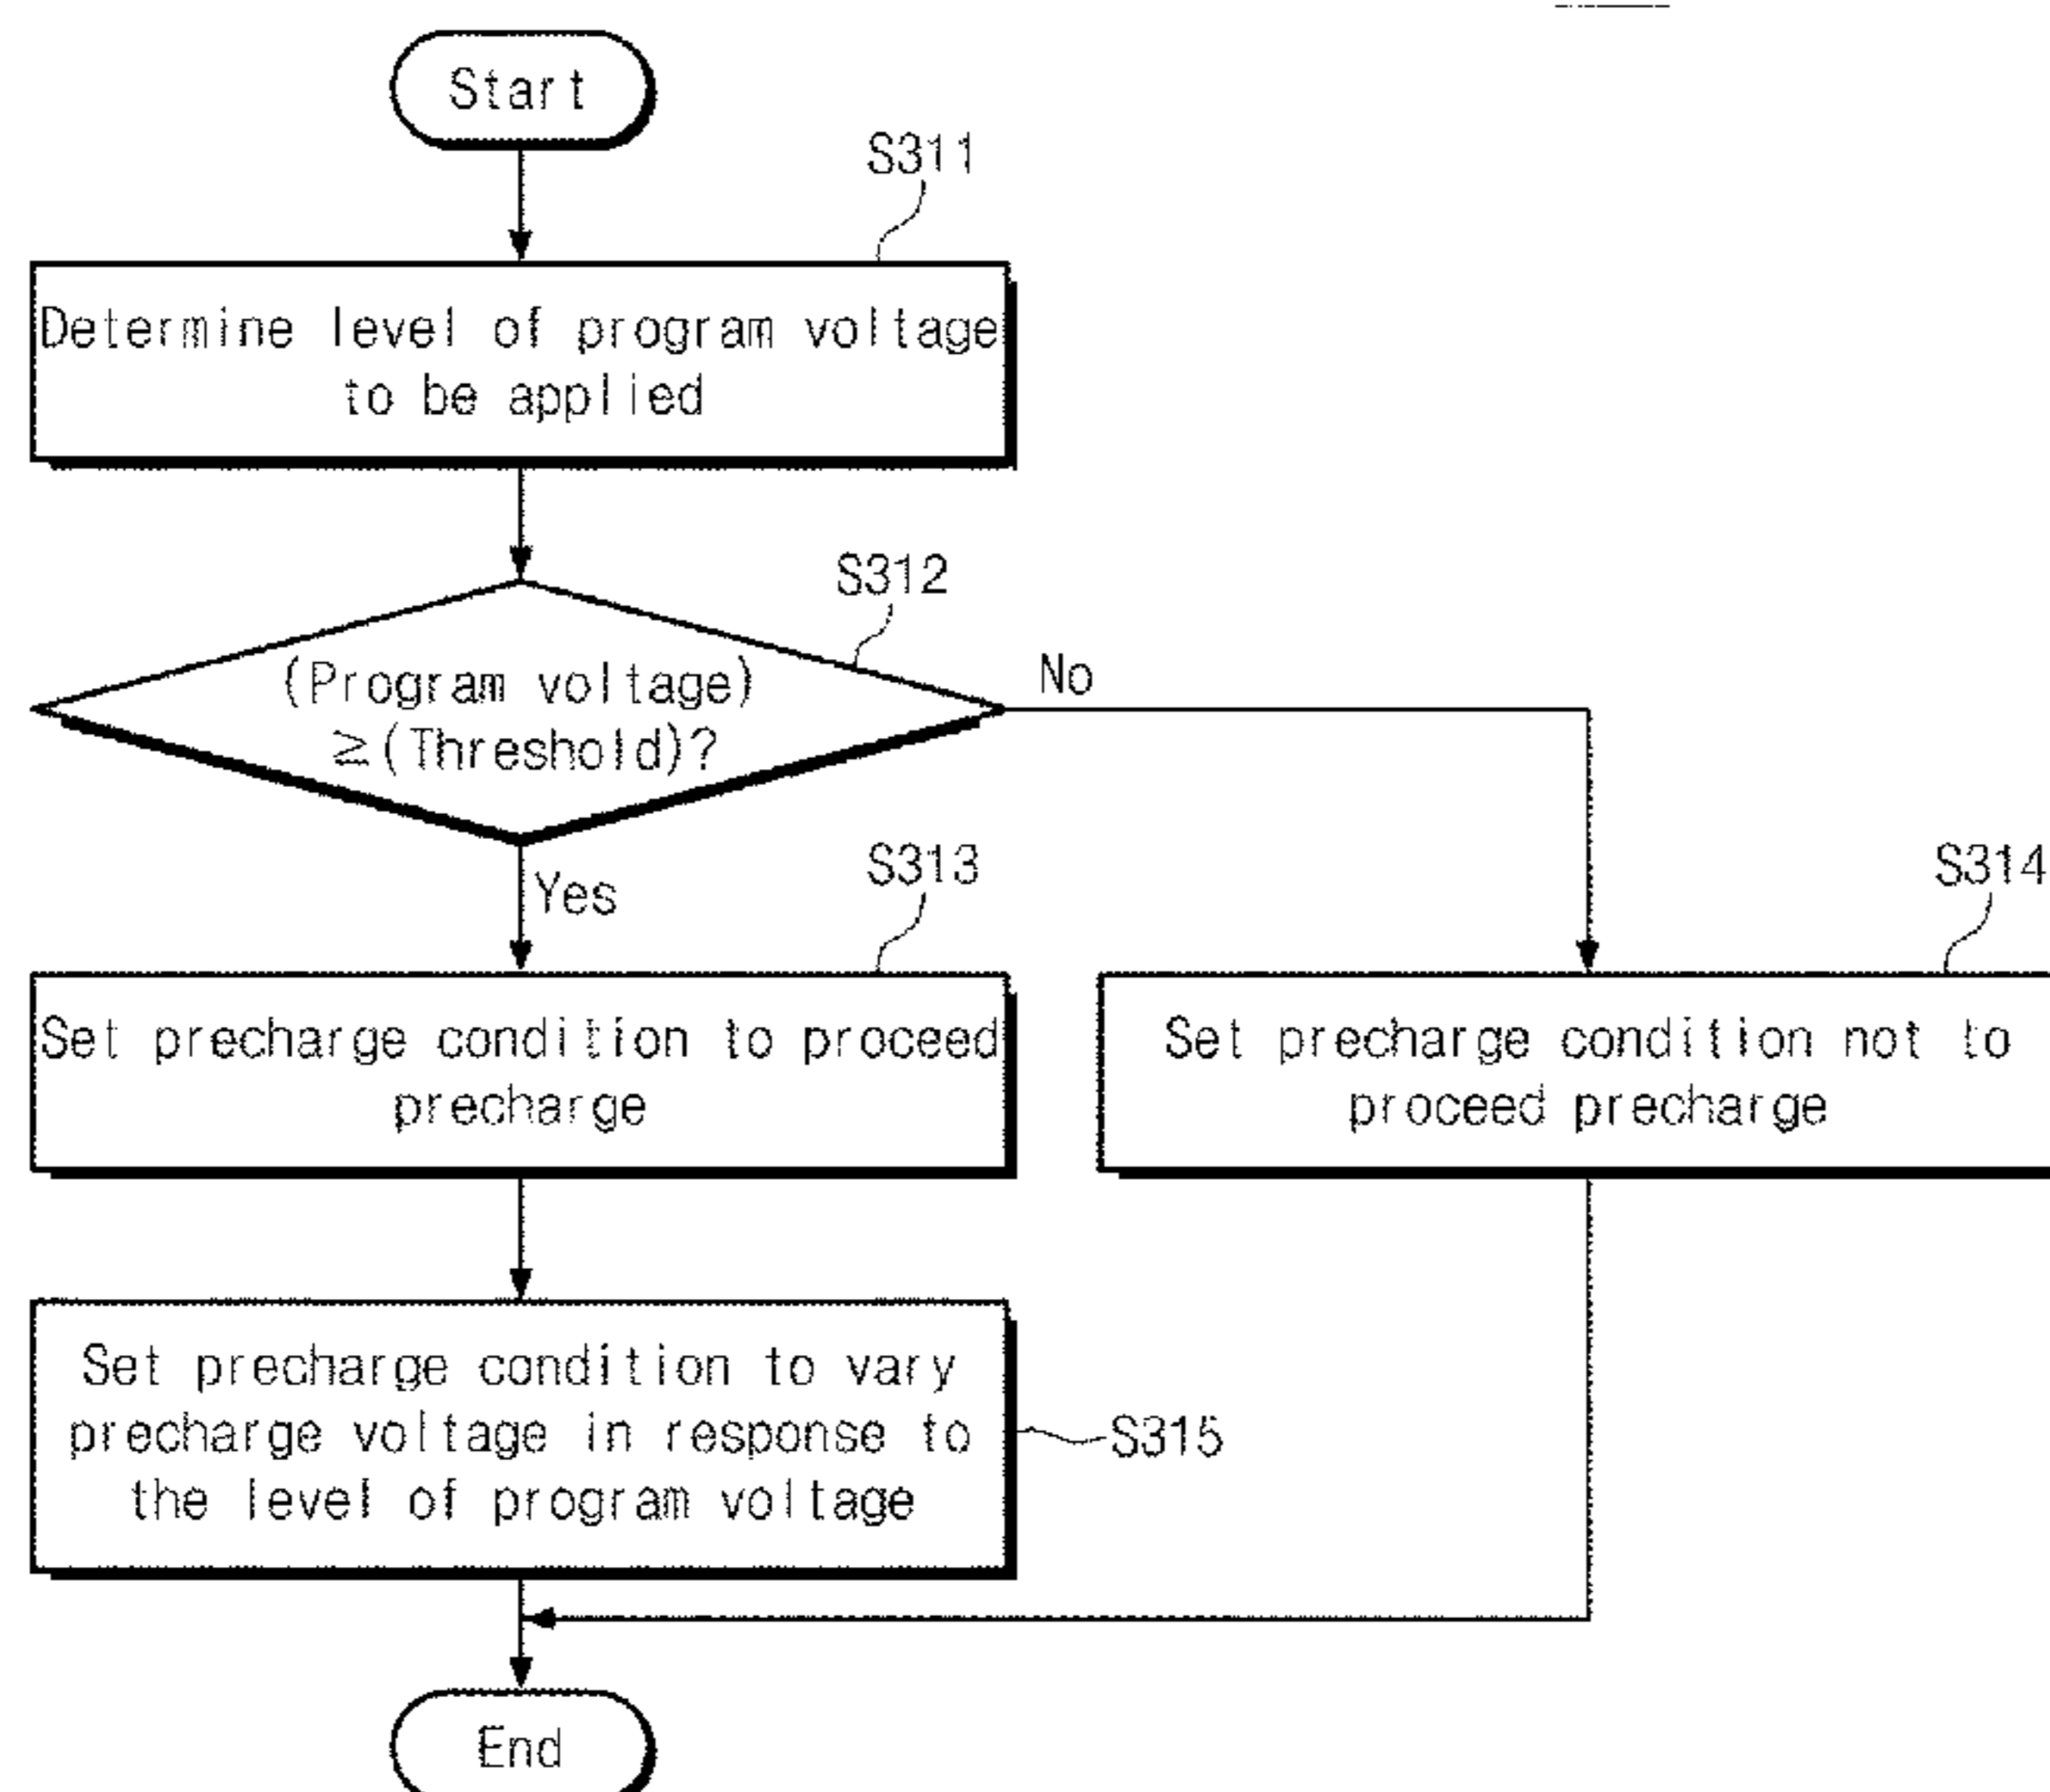 Start
S311
Determine level of program voltage
to be applied
S312
(Program voltage)
≥(Threshold)?
No
Yes
S313
S314
Set precharge condition to proceed
precharge
Set precharge condition not to
proceed precharge
Set precharge condition to vary
precharge voltage in response to
the level of program voltage
S315
End